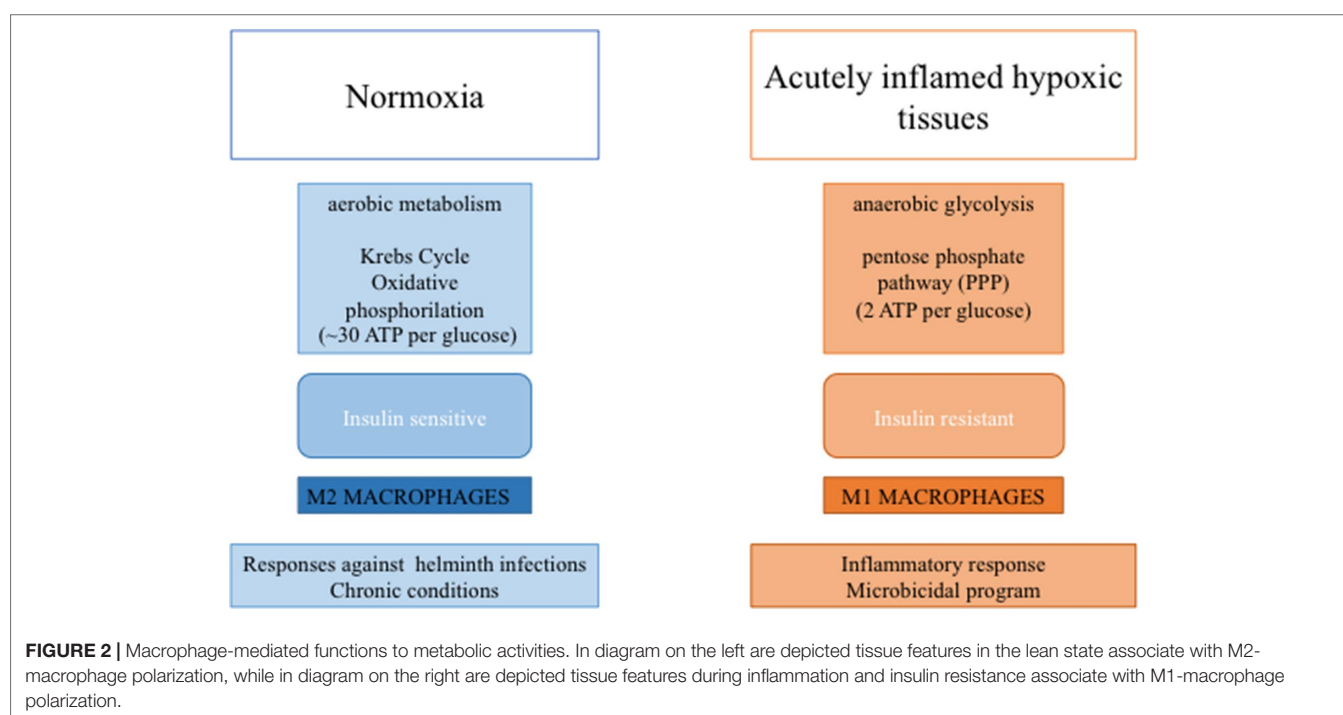 Normoxia
aerobic metabolism
Krebs Cycle
Oxidative
phosphorilation
(~30 ATP per glucose)
Insulin sensitive
M2 MACROPHAGES
Responses against helminth infections
Chronic conditions
Acutely inflamed hypoxic
tissues
anaerobic glycolysis
pentose phosphate
pathway (PPP)
(2 ATP per glucose)
Insulin resistant
M1 MACROPHAGES
Inflammatory response
Microbicidal program
FIGURE 2 | Macrophage-mediated functions to metabolic activities. In diagram on the left are depicted tissue features in the lean state associate with M2-
macrophage polarization, while in diagram on the right are depicted tissue features during inflammation and insulin resistance associate with M1-macrophage
polarization.